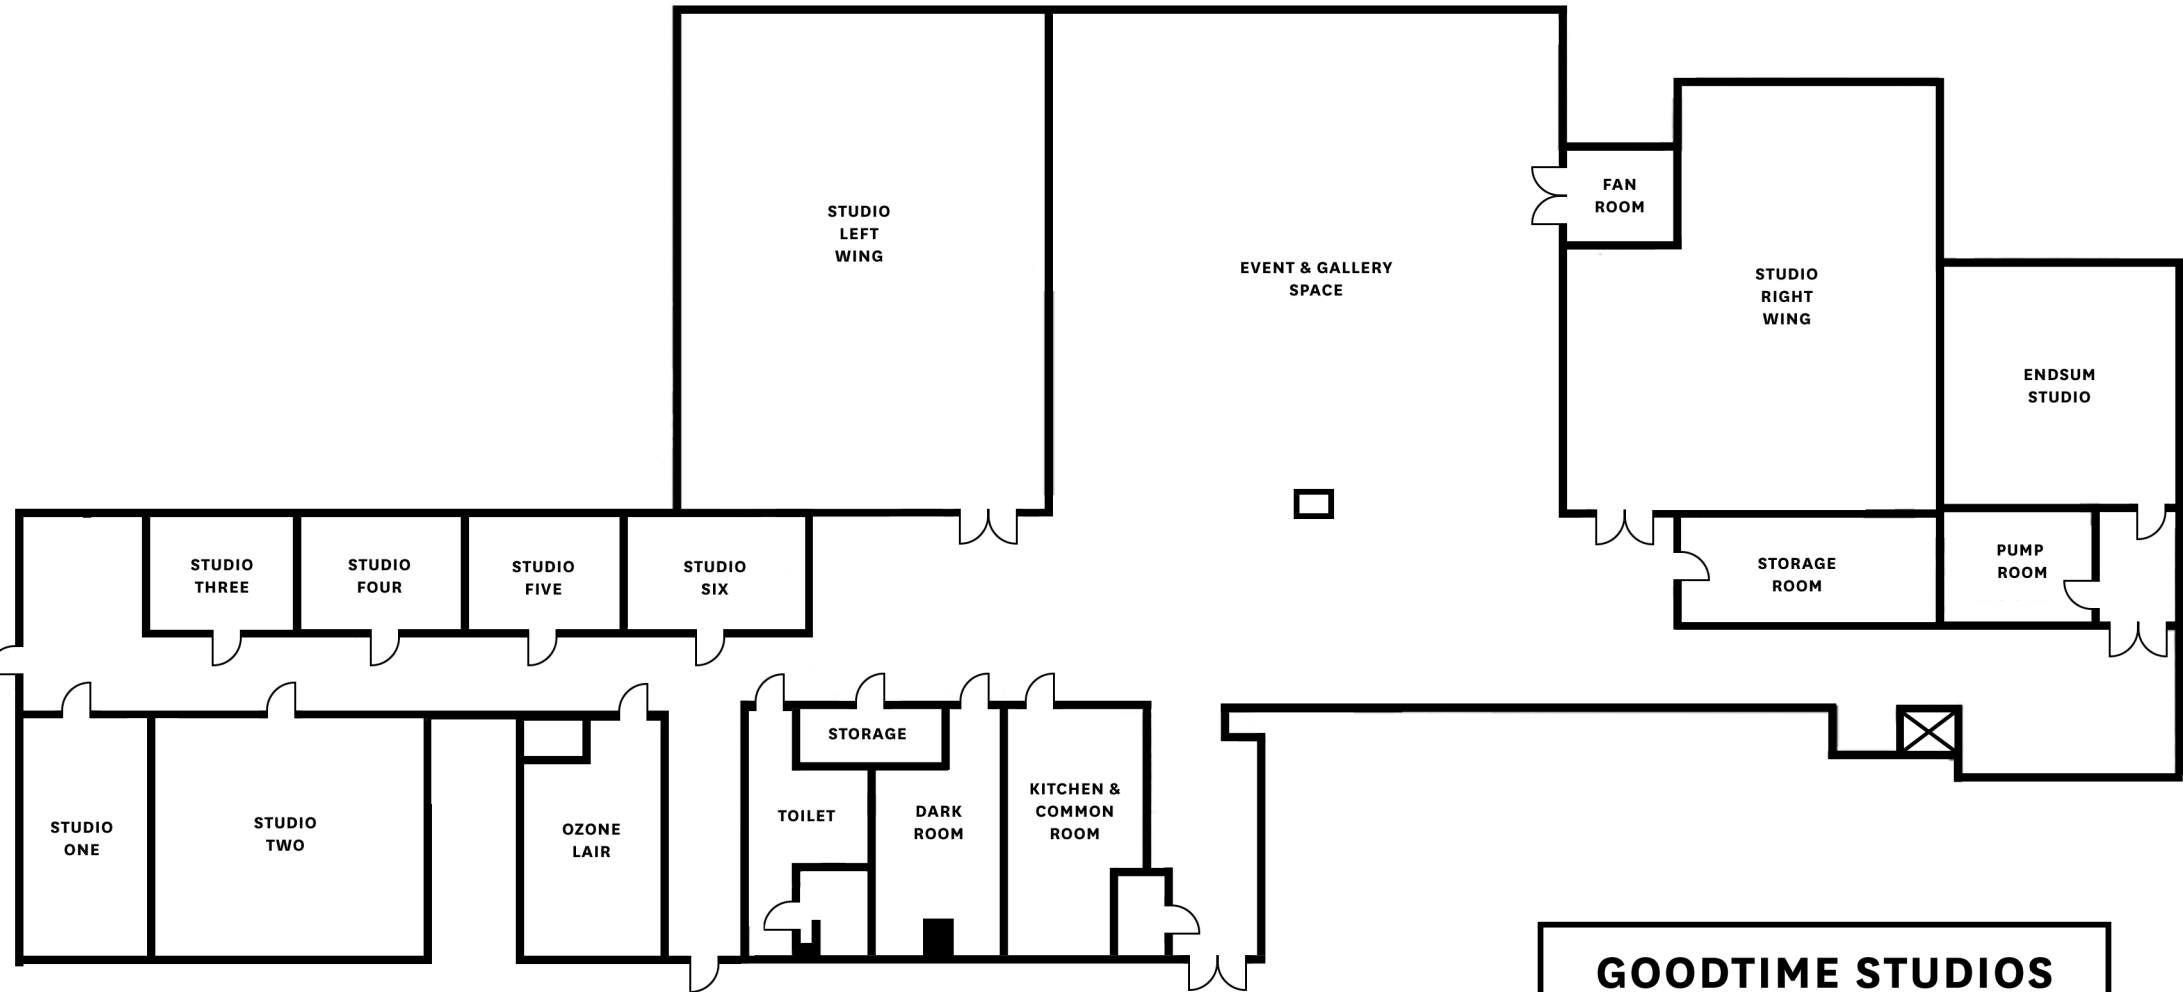 STUDIO
LEFT
WING
EVENT & GALLERY
SPACE
FAN
ROOM
STUDIO
RIGHT
WING
ENDSUM
STUDIO
STUDIO
THREE
STUDIO
FOUR
STUDIO
FIVE
STUDIO
SIX
STORAGE
ROOM
PUMP
ROOM
STUDIO
ONE
STUDIO
TWO
OZONE
LAIR
STORAGE
TOILET
DARK
ROOM
KITCHEN &
COMMON
ROOM
GOODTIME STUDIOS